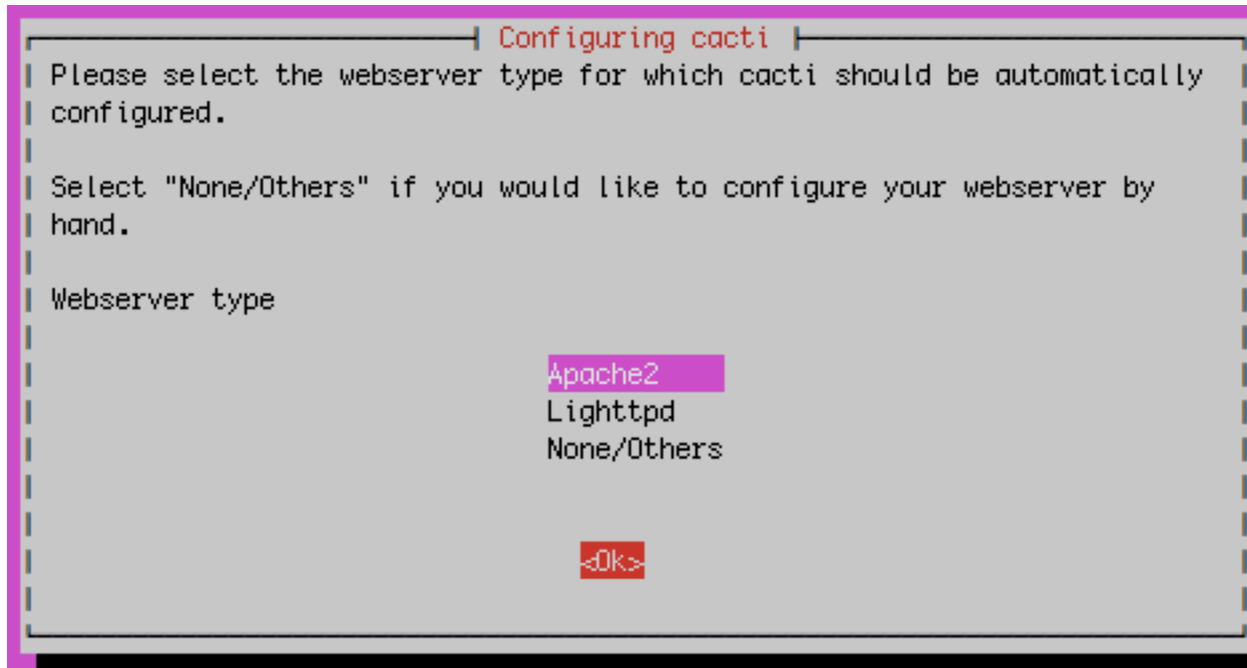 Configuring cacti
Please select the webserver type for which cacti should be automatically
configured.
Select "None/Others" if you would like to configure your webserver by
hand.
Webserver type
Apache2
Lighttpd
None/Others
<Ok>